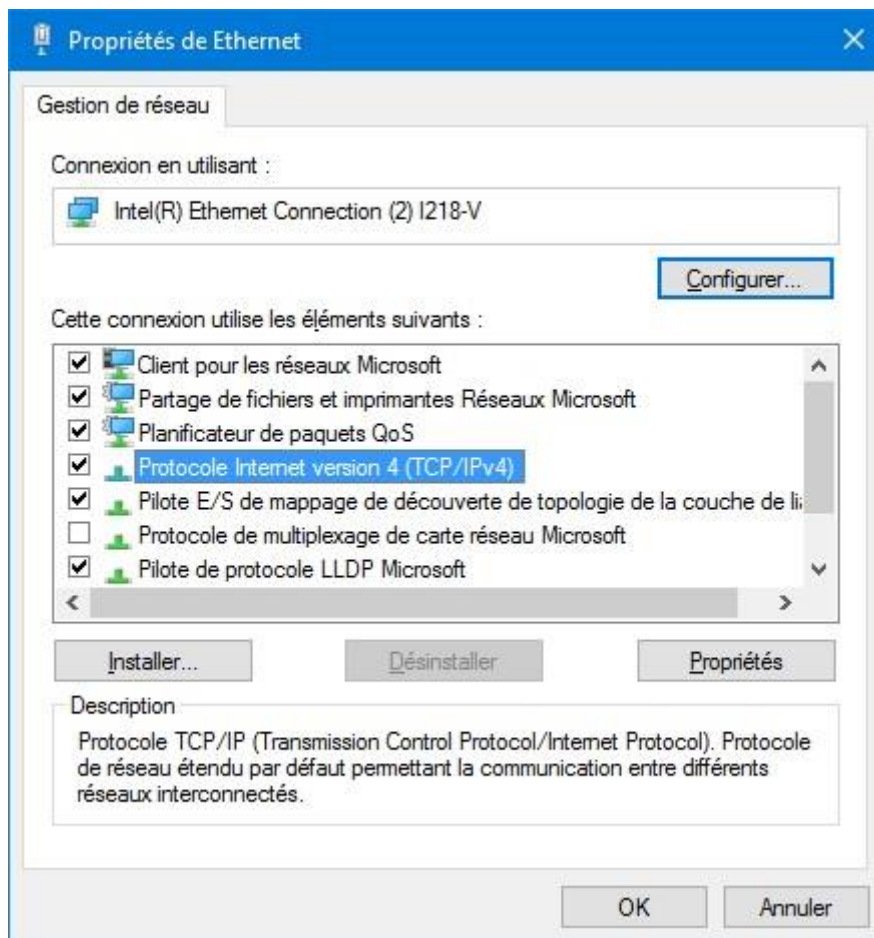 Propriétés de Ethernet
Gestion de réseau
Connexion en utilisant :
Intel(R) Ethernet Connection (2) I218-V
Configurer...
Cette connexion utilise les éléments suivants :
Client pour les réseaux Microsoft
Partage de fichiers et imprimantes Réseaux Microsoft
Planificateur de paquets QoS
Protocole Internet version 4 (TCP/IPv4)
Pilote E/S de mappage de découverte de topologie de la couche de
Protocole de multiplexage de carte réseau Microsoft
Pilote de protocole LLDP Microsoft
Installer...
Désinstaller
Propriétés
Description
Protocole TCP/IP (Transmission Control Protocol/Internet Protocol). Protocole
de réseau étendu par défaut permettant la communication entre différents
réseaux interconnectés.
OK
Annuler